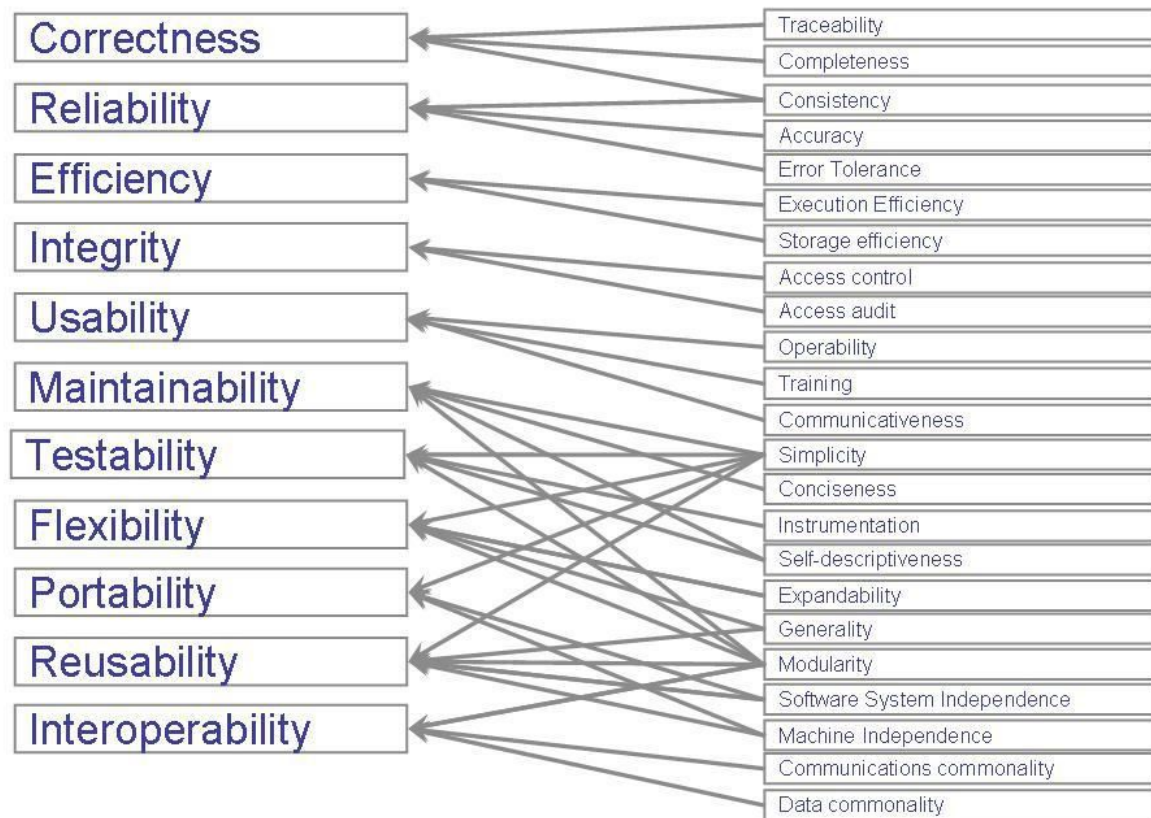 Correctness
Reliability
Efficiency
Integrity
Usability
Maintainability
Testability
Flexibility
Portability
Reusability
Interoperability
Traceability
Completeness
Consistency
Accuracy
Error Tolerance
Execution Efficiency
Storage efficiency
Access control
Access audit
Operability
Training
Communicativeness
Simplicity
Conciseness
Instrumentation
Self-descriptiveness
Expandability
Generality
Modularity
Software System Independence
Machine Independence
Communications commonality
Data commonality